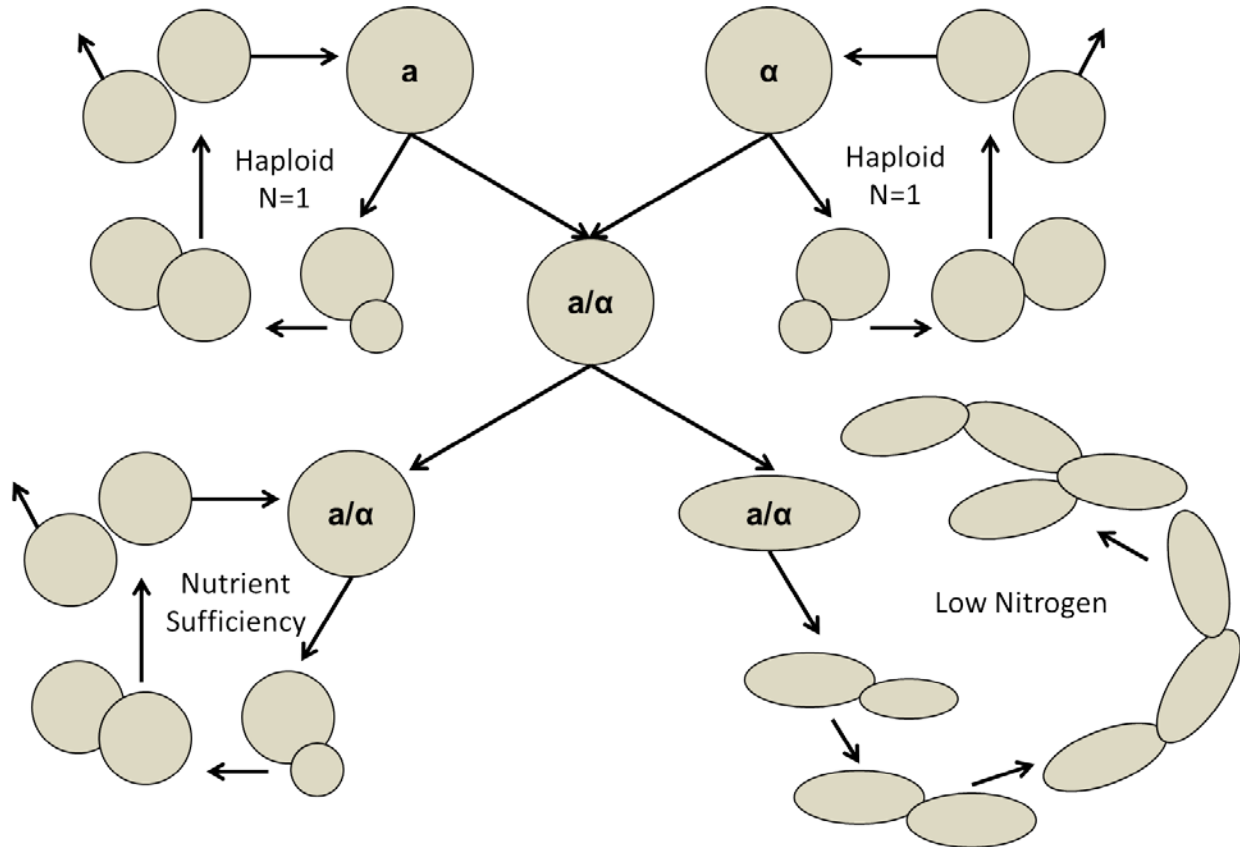 a
α
Haploid
N=1
Haploid
N=1
a/α
a/α
a/α
Nutrient
Sufficiency
Low Nitrogen